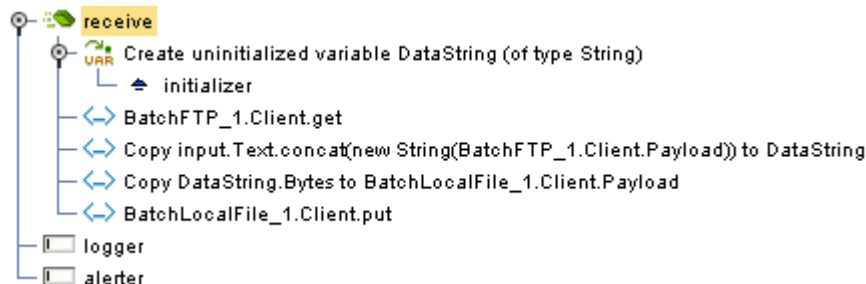 receive
VAR Create uninitialized variable DataString (of type String)
initializer
BatchFTP_1.Client.get
Copy input.Text.concat(new String(BatchFTP_1.Client.Payload)) to DataString
Copy DataString.Bytes to BatchLocalFile_1.Client.Payload
BatchLocalFile_1.Client.put
logger
alerter